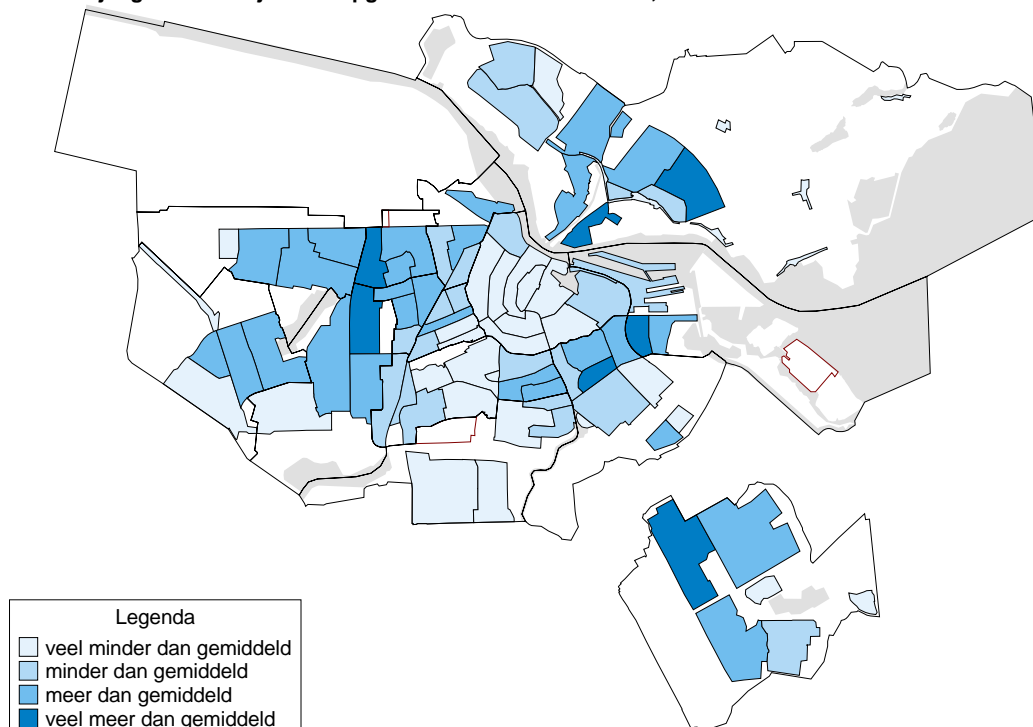 Legenda
veel minder dan gemiddeld
minder dan gemiddeld
meer dan gemiddeld
veel meer dan gemiddeld